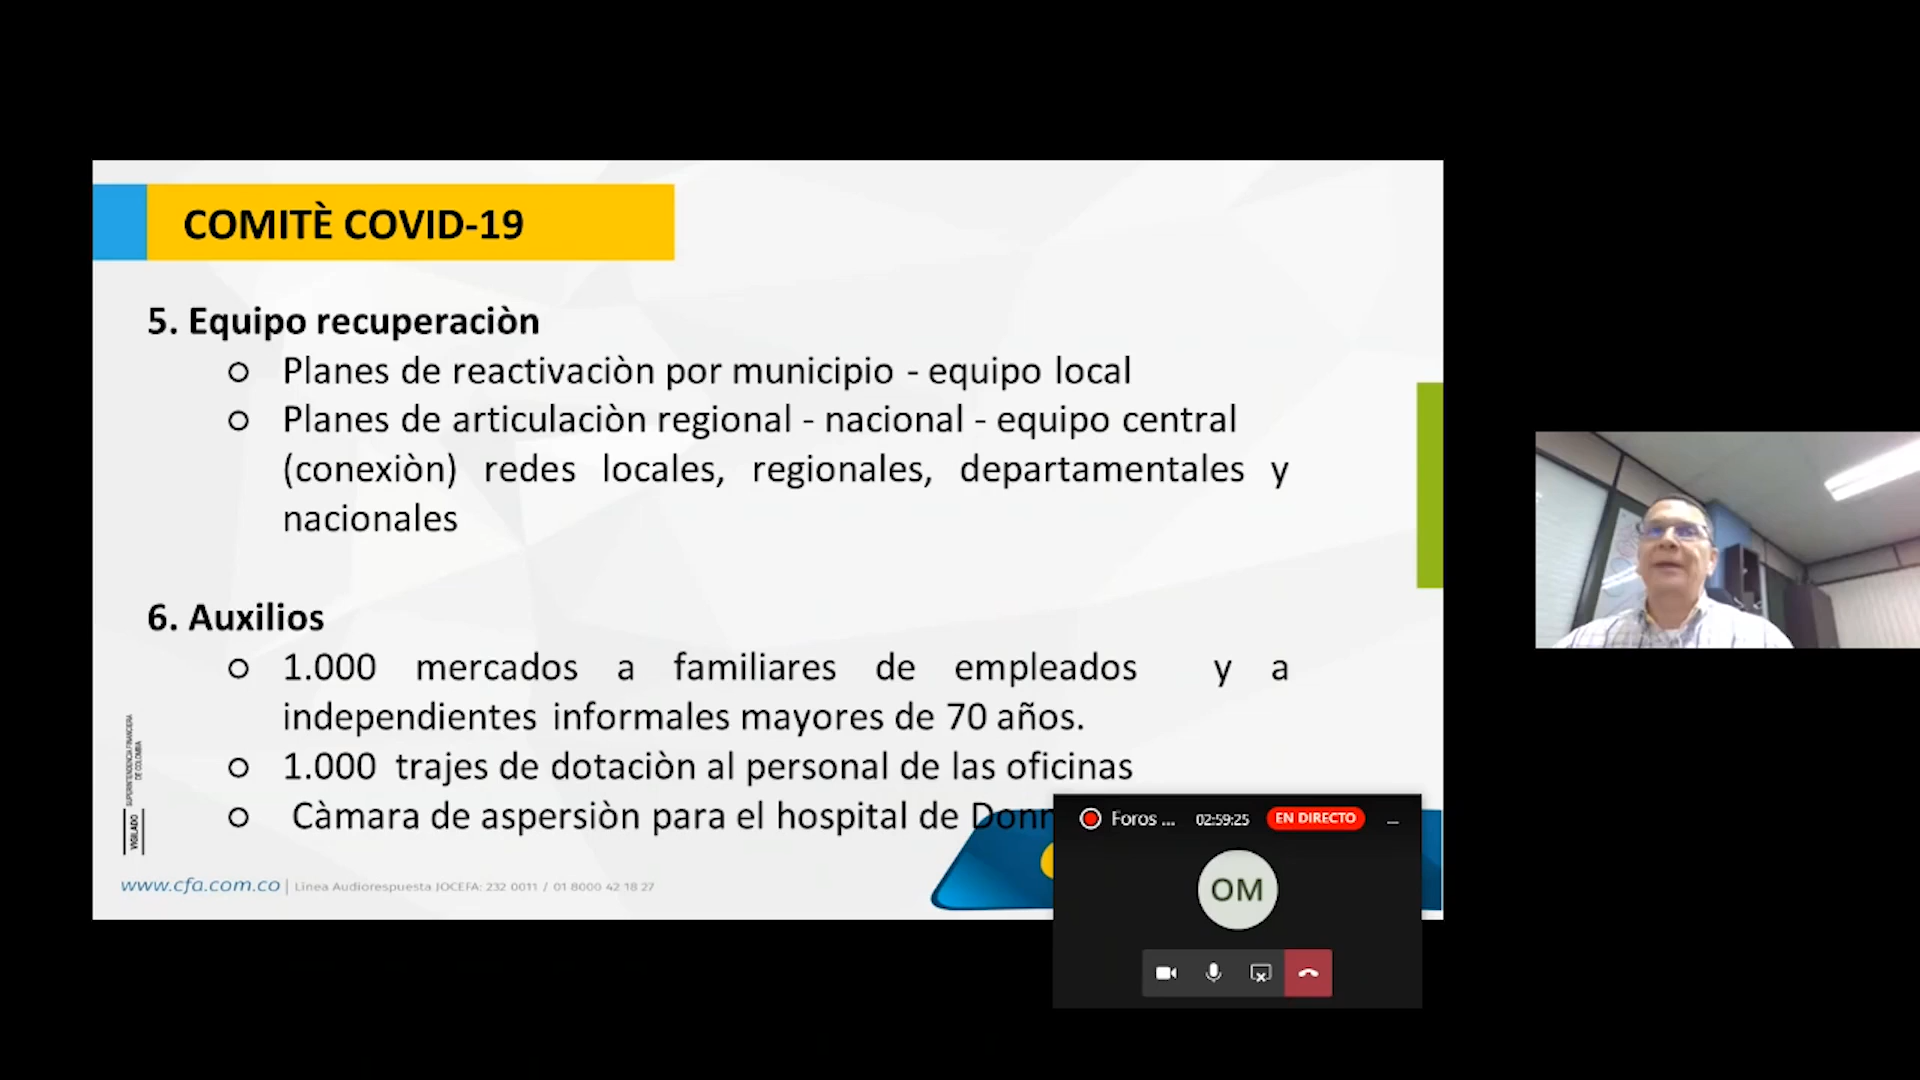 COMITÈ COVID-19
5. Equipo recuperaciòn
Planes de reactivaciòn por municipio - equipo local
Planes de articulaciòn regional - nacional - equipo central
(conexiòn) redes locales, regionales, departamentales y
nacionales
6. Auxilios
1.000 mercados a familiares de empleados y a
independientes informales mayores de 70 años.
1.000 trajes de dotaciòn al personal de las oficinas
Càmara de aspersiòn para el hospital de
VIGILADO
SUPERINTENDENCIA FINANCIERA
DE COLOMBIA
www.cfa.com.co | Línea Audiorespuesta JOCEFA: 232 0011 / 01 8000 42 18 27
Foros ... 02:59:25 EN DIRECTO
OM